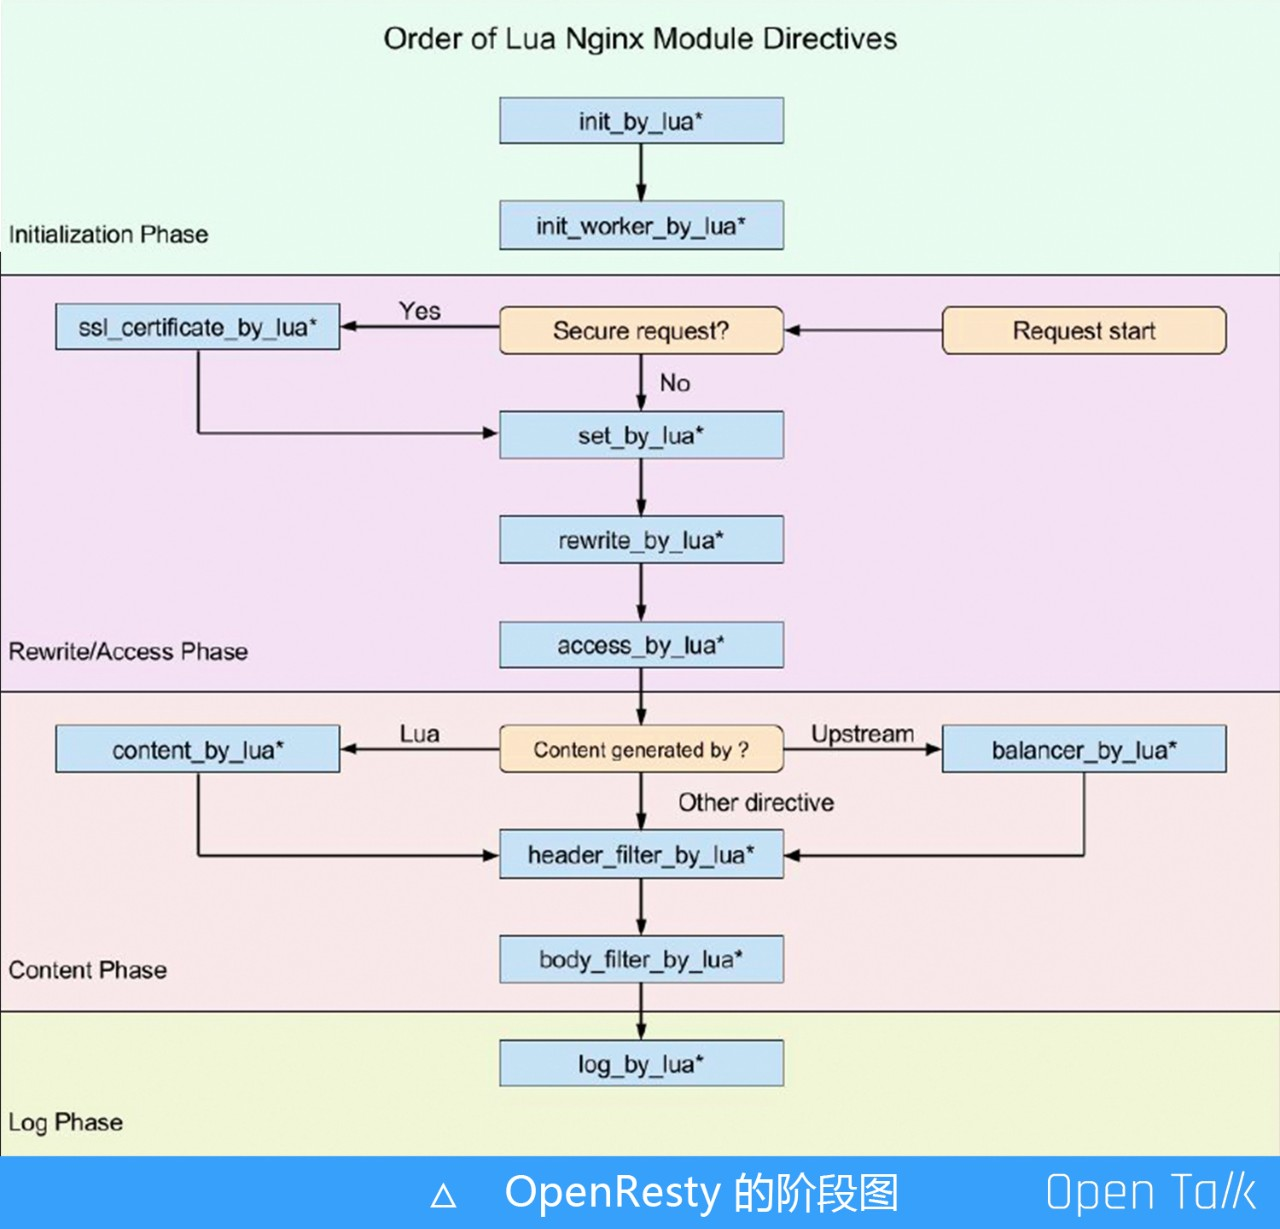 Order of Lua Nginx Module Directives
init_by_lua*
init_worker_by_lua*
Initialization Phase
ssl_certificate_by_lua*
Yes
Secure request?
Request start
No
set_by_lua*
rewrite_by_lua*
access_by_lua*
Rewrite/Access Phase
content_by_lua*
Lua
Content generated by ?
Upstream
balancer_by_lua*
Other directive
header_filter_by_lua*
body_filter_by_lua*
Content Phase
log_by_lua*
Log Phase
△ OpenResty 的阶段图
Open Talk